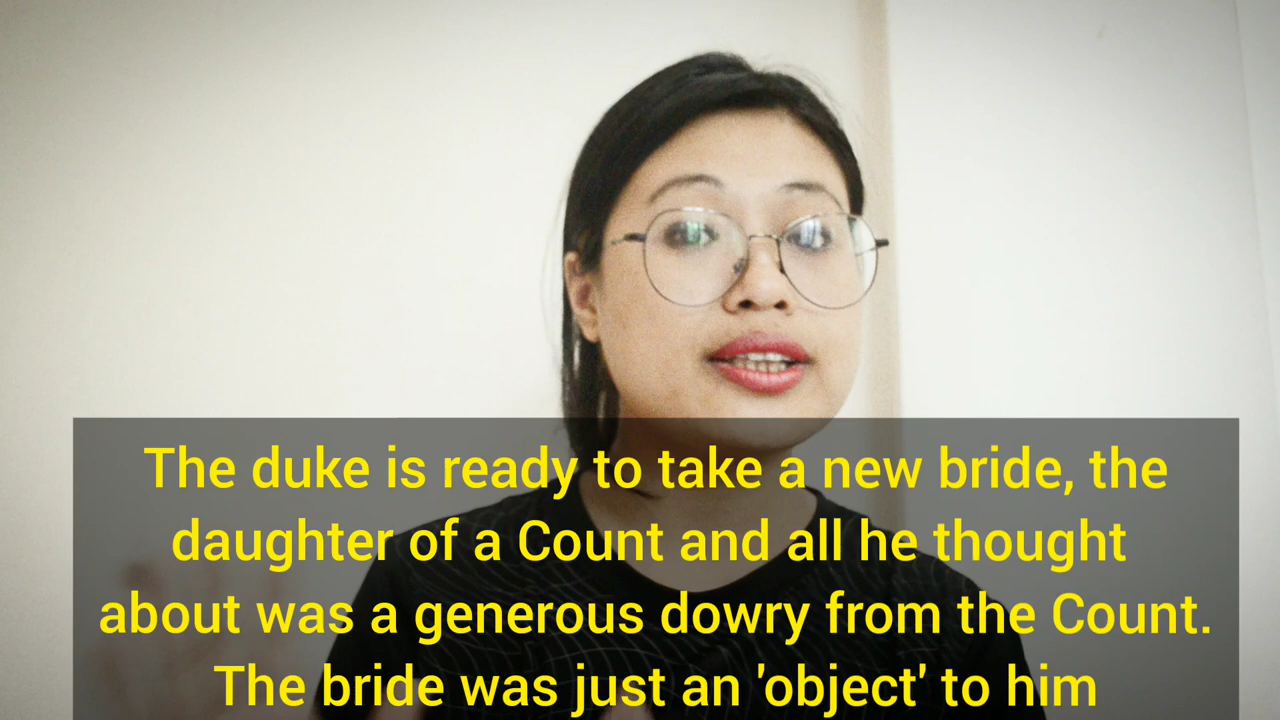 The duke is ready to take a new bride, the
daughter of a Count and all he thought
about was a generous dowry from the Count.
The bride was just an 'object' to him